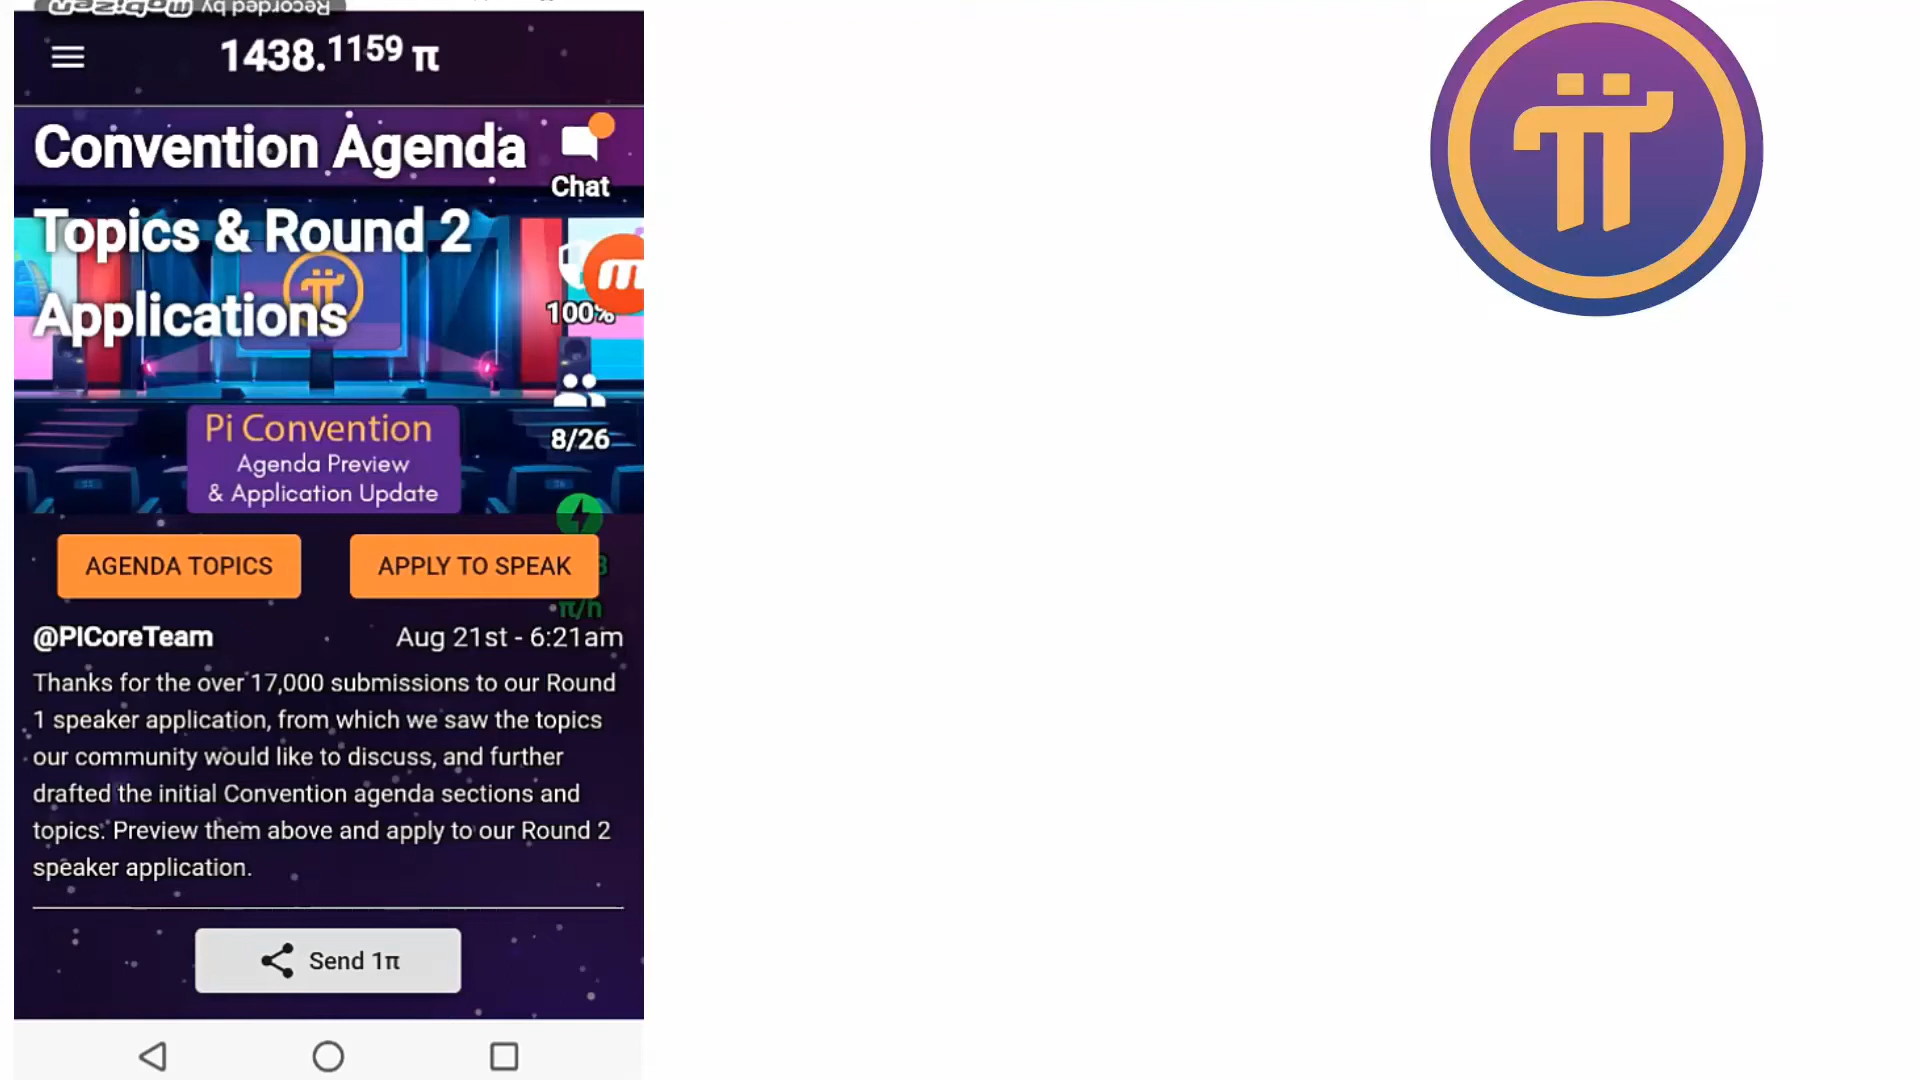 Recorded by mobizen
1438.1159 π
Convention Agenda
Topics & Round 2
Applications
Chat
100%
8/26
Pi Convention
Agenda Preview
& Application Update
AGENDA TOPICS
APPLY TO SPEAK
π/h
@PiCoreTeam
Aug 21st - 6:21am
Thanks for the over 17,000 submissions to our Round
1 speaker application, from which we saw the topics
our community would like to discuss, and further
drafted the initial Convention agenda sections and
topics. Preview them above and apply to our Round 2
speaker application.
Send 1π